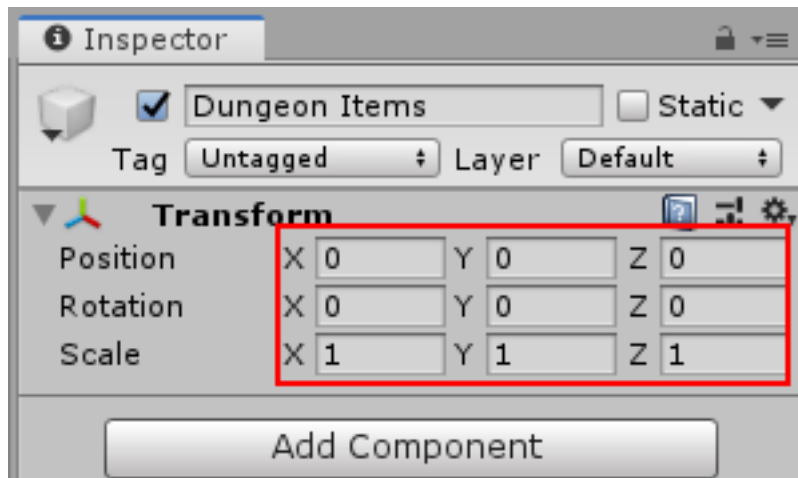 Inspector
Dungeon Items Static
Tag Untagged Layer Default
Transform
Position X 0 Y 0 Z 0
Rotation X 0 Y 0 Z 0
Scale X 1 Y 1 Z 1
Add Component